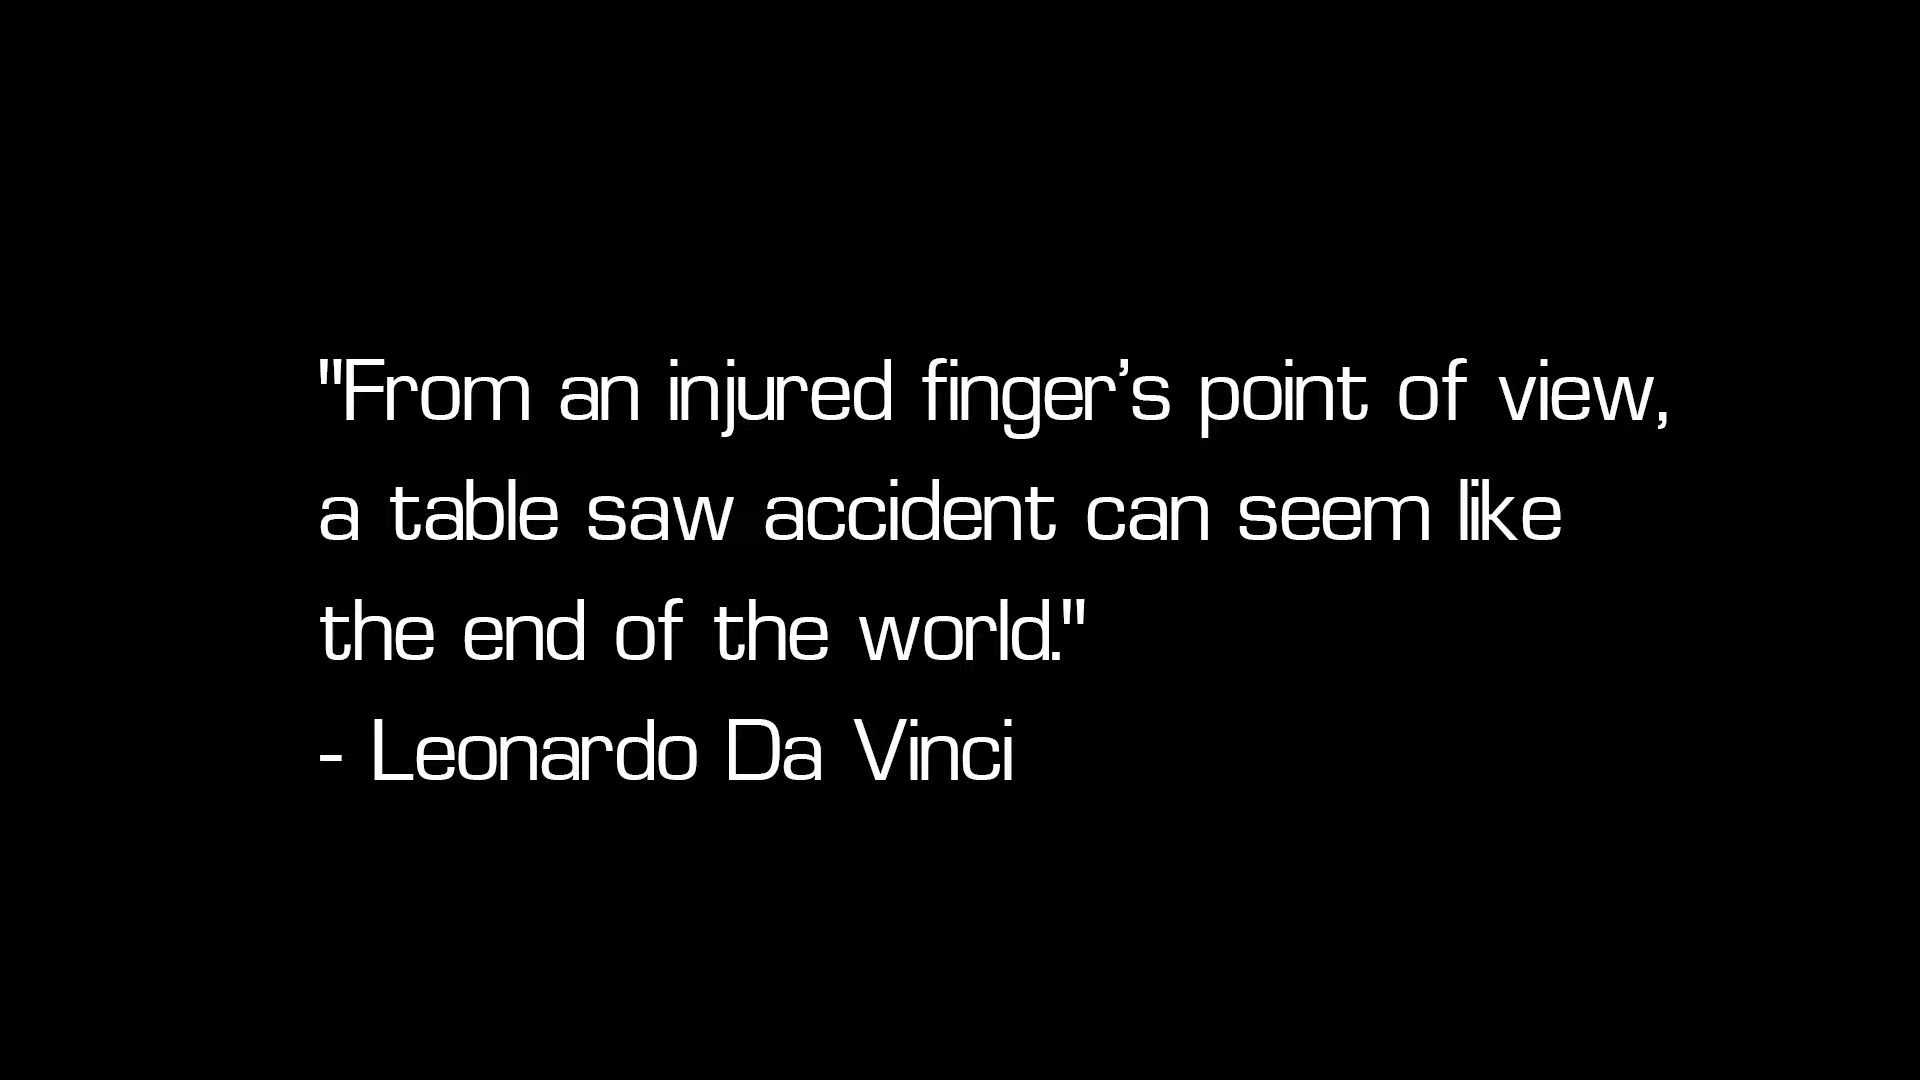 "From an injured finger’s point of view,
a table saw accident can seem like
the end of the world."
- Leonardo Da Vinci